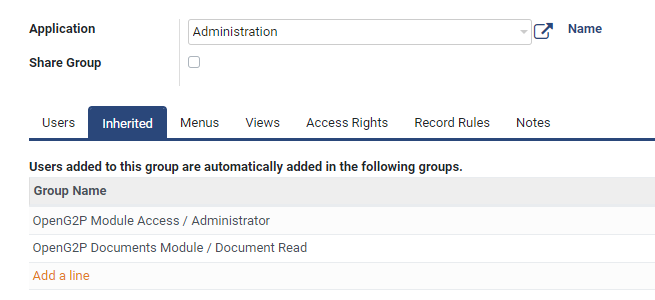 Application
Administration
Name
Share Group
Users Inherited Menus Views Access Rights Record Rules Notes
Users added to this group are automatically added in the following groups.
Group Name
OpenG2P Module Access / Administrator
OpenG2P Documents Module / Document Read
Add a line